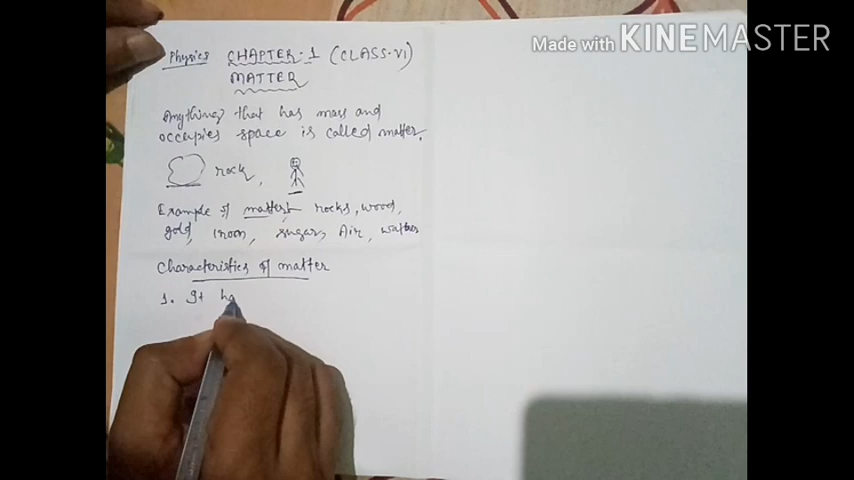 Made with KINEMASTER
Physics CHAPTER-1 (CLASS-VI)
MATTER
Anything that has mass and
occupies space is called matter.
rock,
Example of matter rocks, wood,
gold, iron, sugar, Air, water
Characteristics of matter
1. It ha